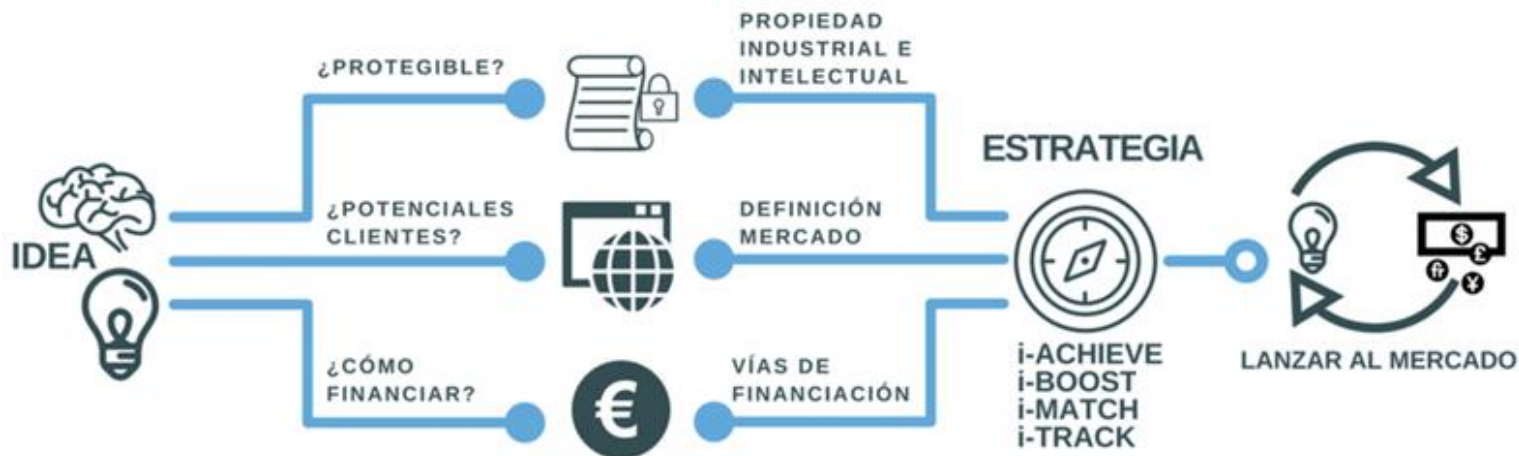 IDEA
¿PROTEGIBLE?
¿POTENCIALES
CLIENTES?
¿CÓMO
FINANCIAR?
€
PROPIEDAD
INDUSTRIAL E
INTELECTUAL
DEFINICIÓN
MERCADO
VÍAS DE
FINANCIACIÓN
ESTRATEGIA
i-ACHIEVE
i-BOOST
i-MATCH
i-TRACK
$
£
fr
¥
LANZAR AL MERCADO